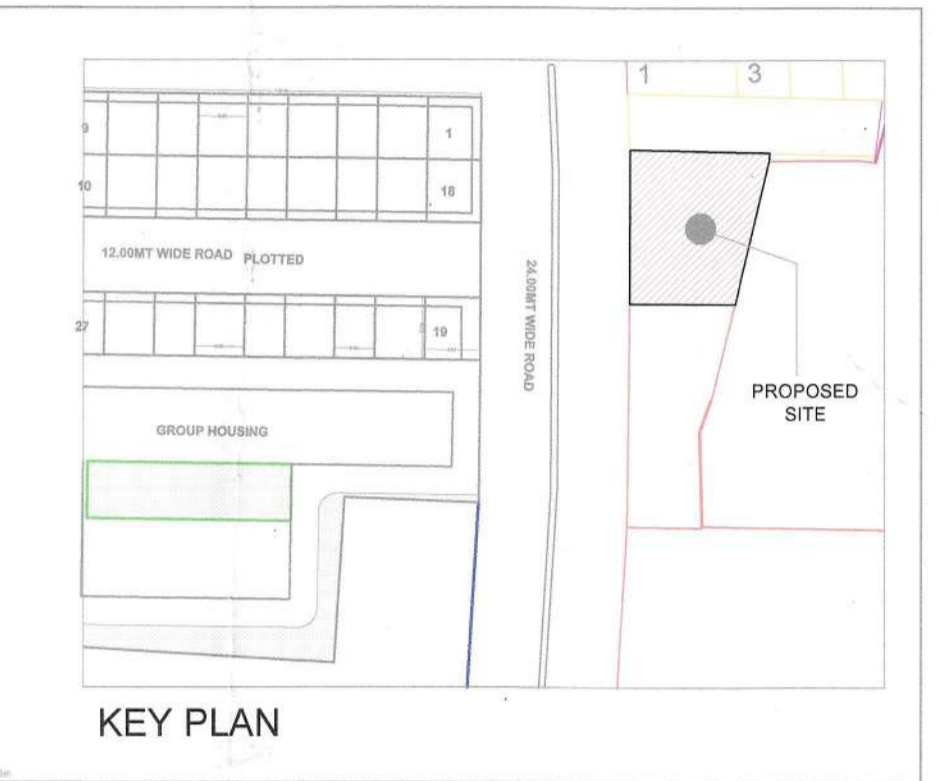 1 3
9 1
10 18
12.00MT WIDE ROAD PLOTTED
24.00MT WIDE ROAD
27 19
PROPOSED
SITE
GROUP HOUSING
KEY PLAN